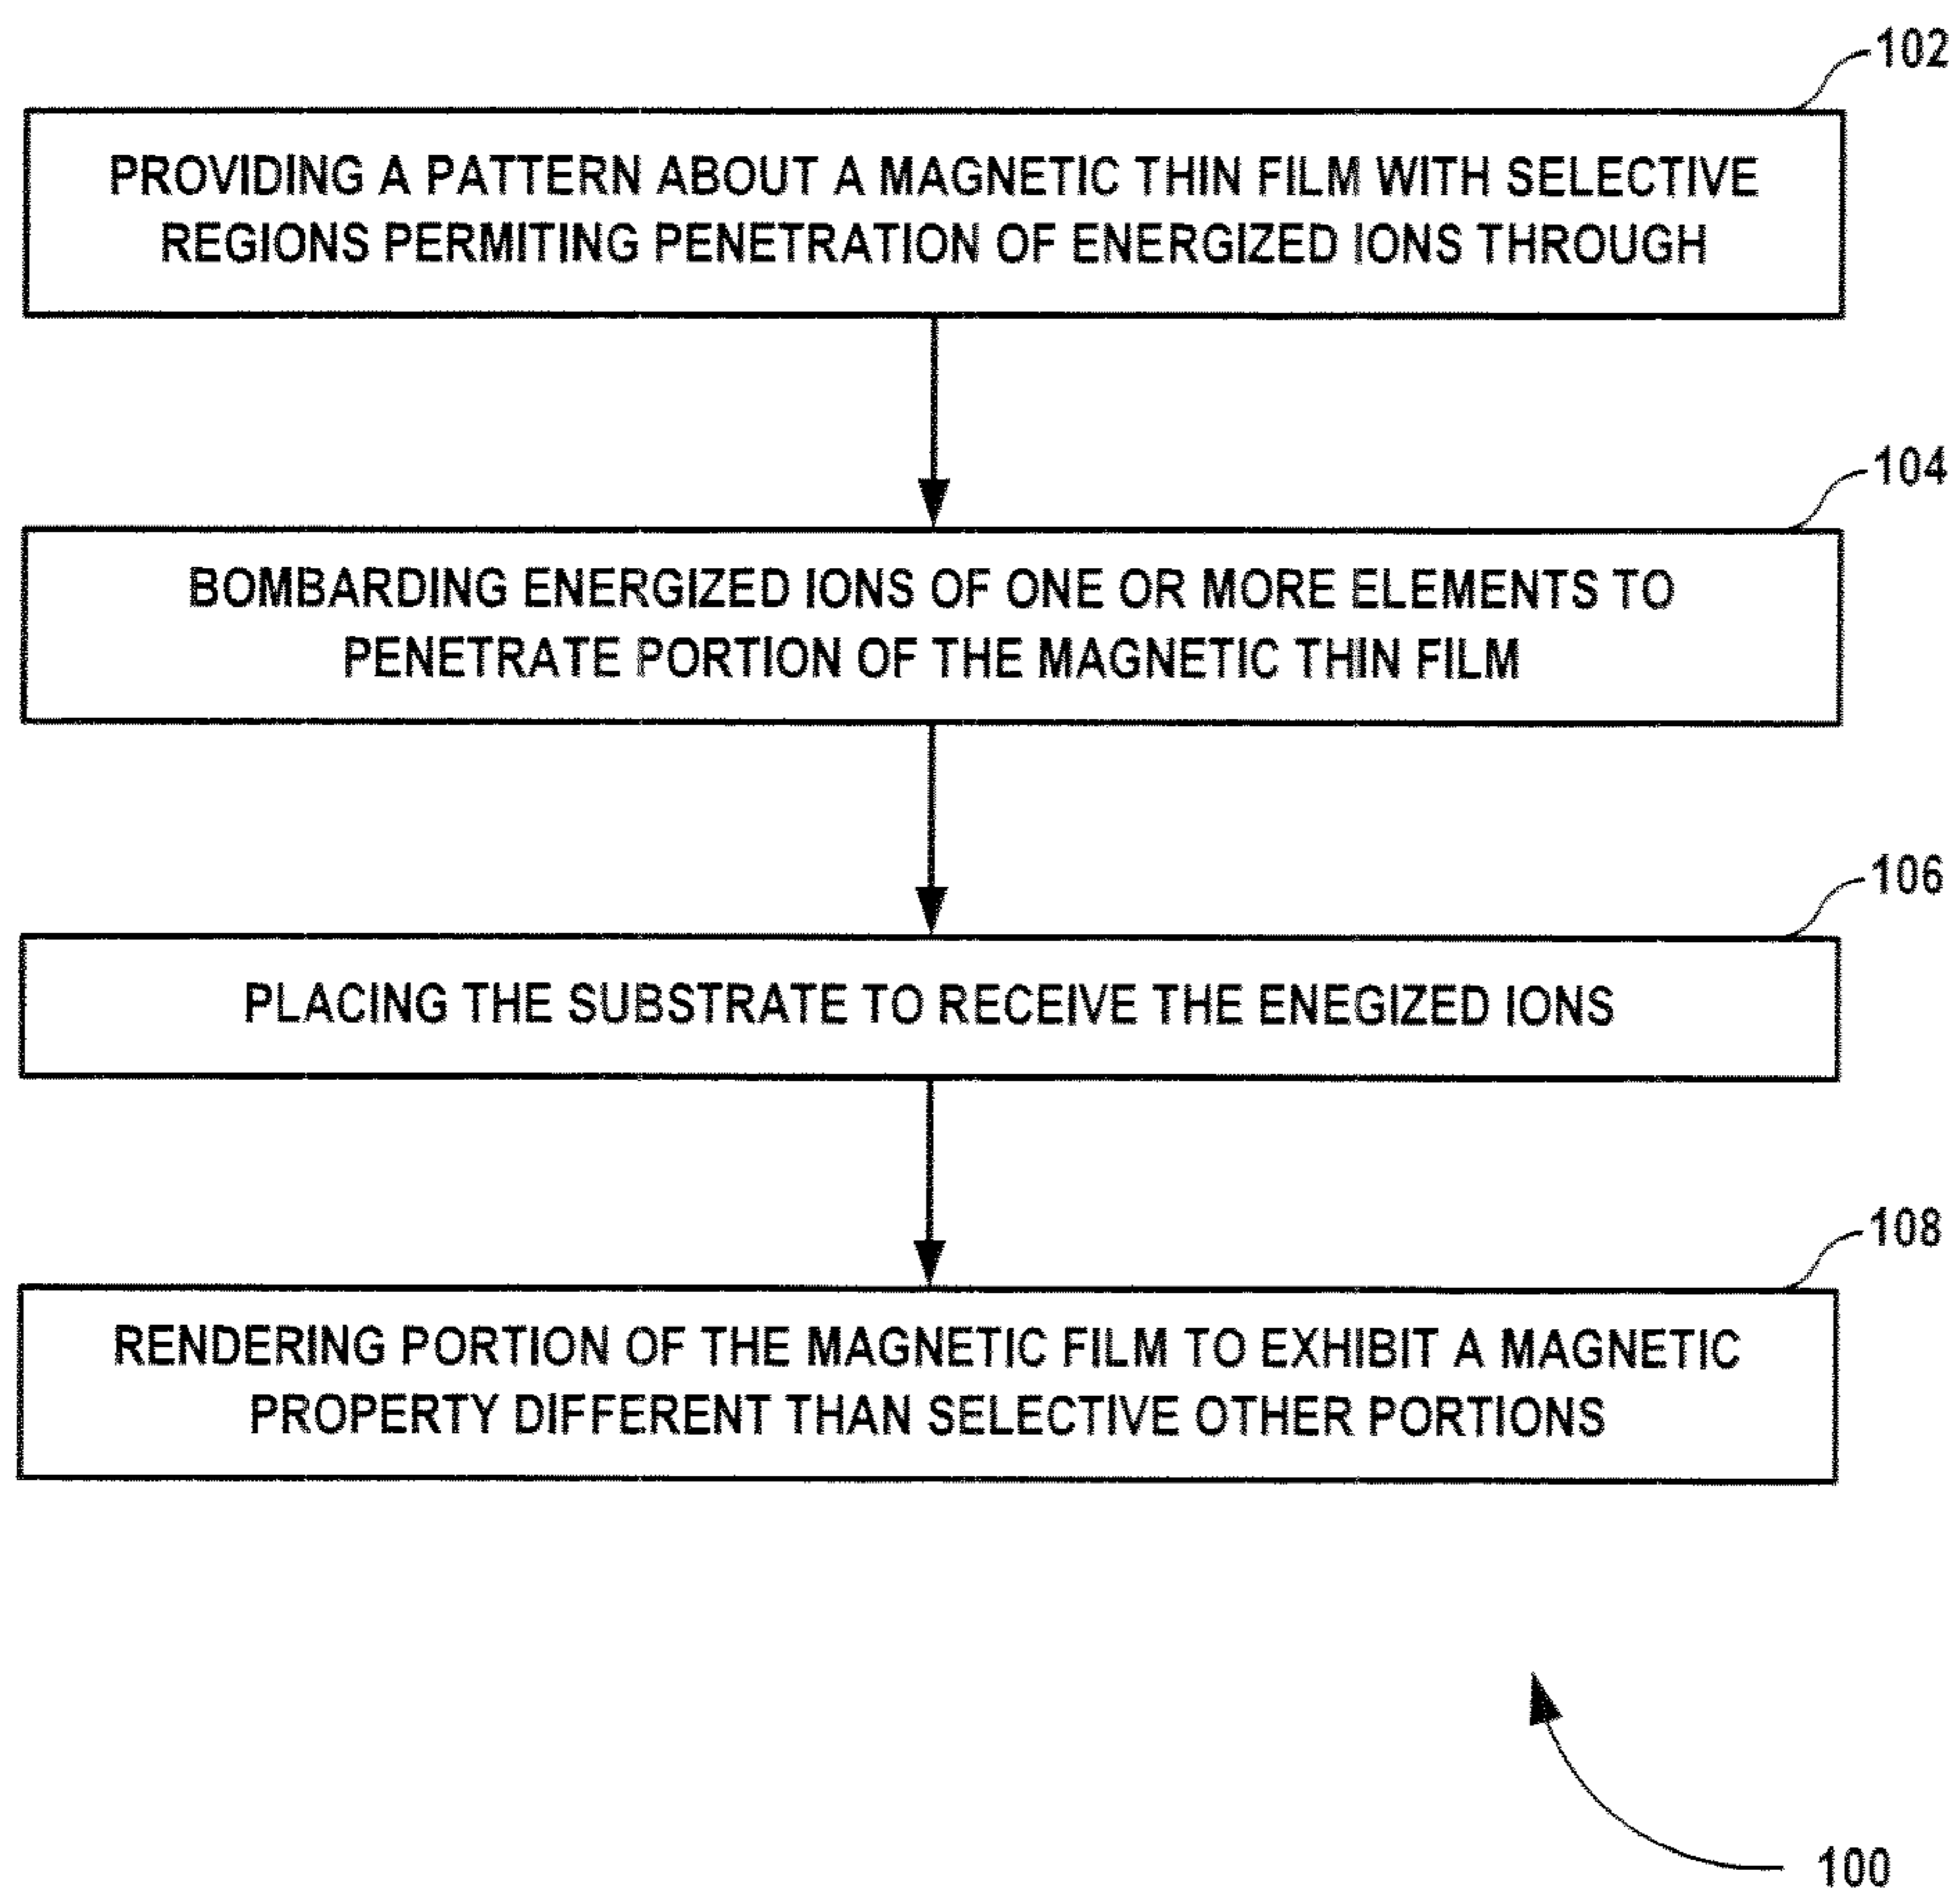 102
PROVIDING A PATTERN ABOUT A MAGNETIC THIN FILM WITH SELECTIVE
REGIONS PERMITING PENETRATION OF ENERGIZED IONS THROUGH
104
BOMBARDING ENERGIZED IONS OF ONE OR MORE ELEMENTS TO
PENETRATE PORTION OF THE MAGNETIC THIN FILM
106
PLACING THE SUBSTRATE TO RECEIVE THE ENEGIZED IONS
108
RENDERING PORTION OF THE MAGNETIC FILM TO EXHIBIT A MAGNETIC
PROPERTY DIFFERENT THAN SELECTIVE OTHER PORTIONS
100